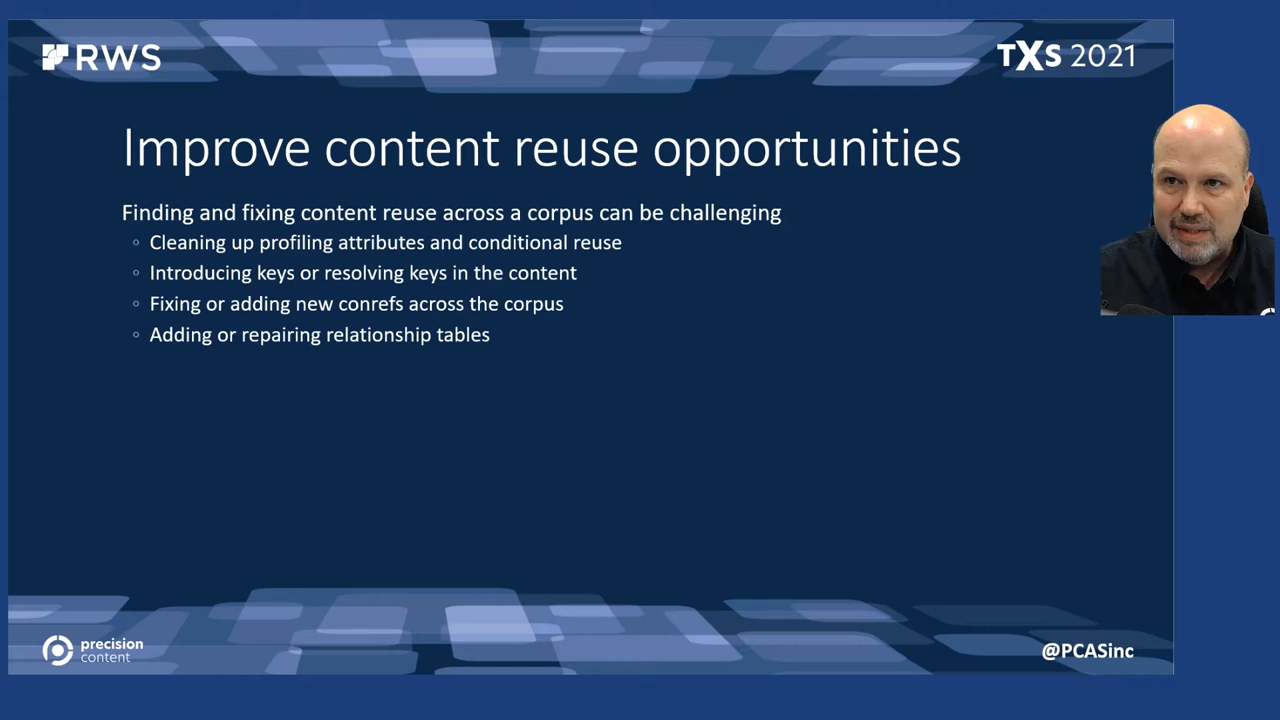 RWS
TXS 2021
Improve content reuse opportunities
Finding and fixing content reuse across a corpus can be challenging
◦ Cleaning up profiling attributes and conditional reuse
◦ Introducing keys or resolving keys in the content
◦ Fixing or adding new conrefs across the corpus
◦ Adding or repairing relationship tables
precision
content
@PCASinc